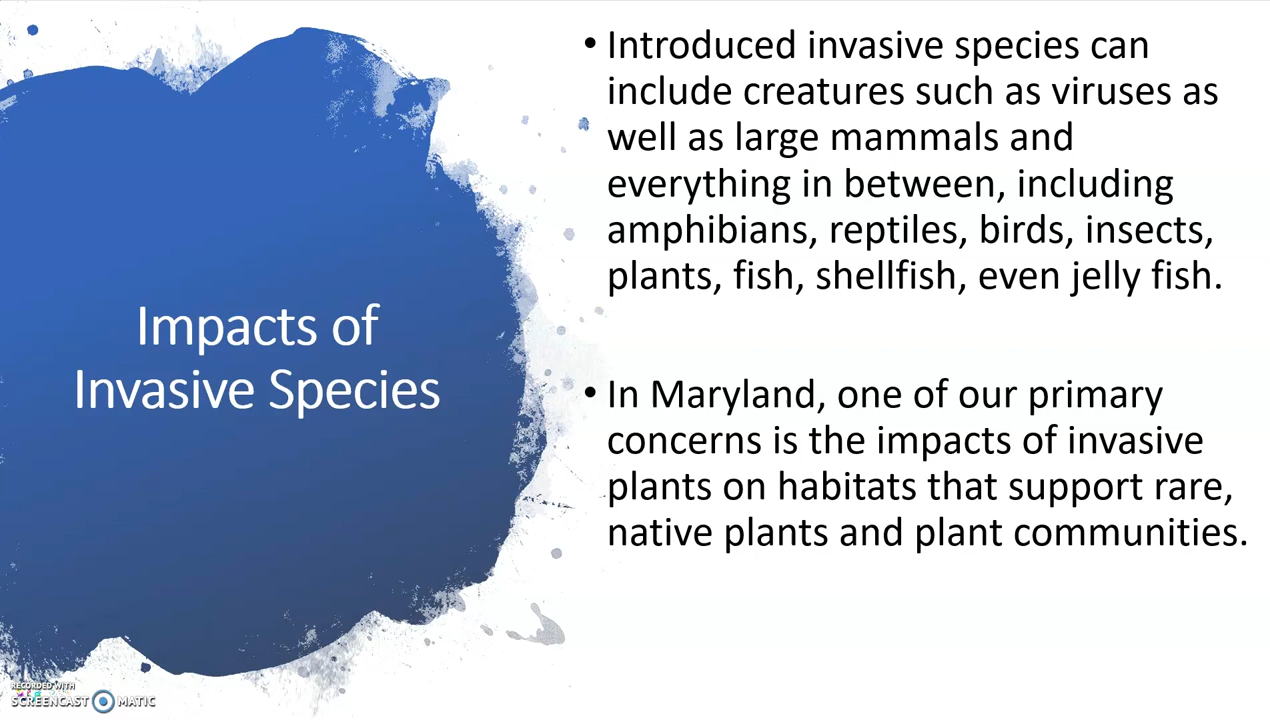 Impacts of
Invasive Species
• Introduced invasive species can
include creatures such as viruses as
well as large mammals and
everything in between, including
amphibians, reptiles, birds, insects,
plants, fish, shellfish, even jelly fish.
• In Maryland, one of our primary
concerns is the impacts of invasive
plants on habitats that support rare,
native plants and plant communities.
RECORDED WITH
SCREENCAST MATIC